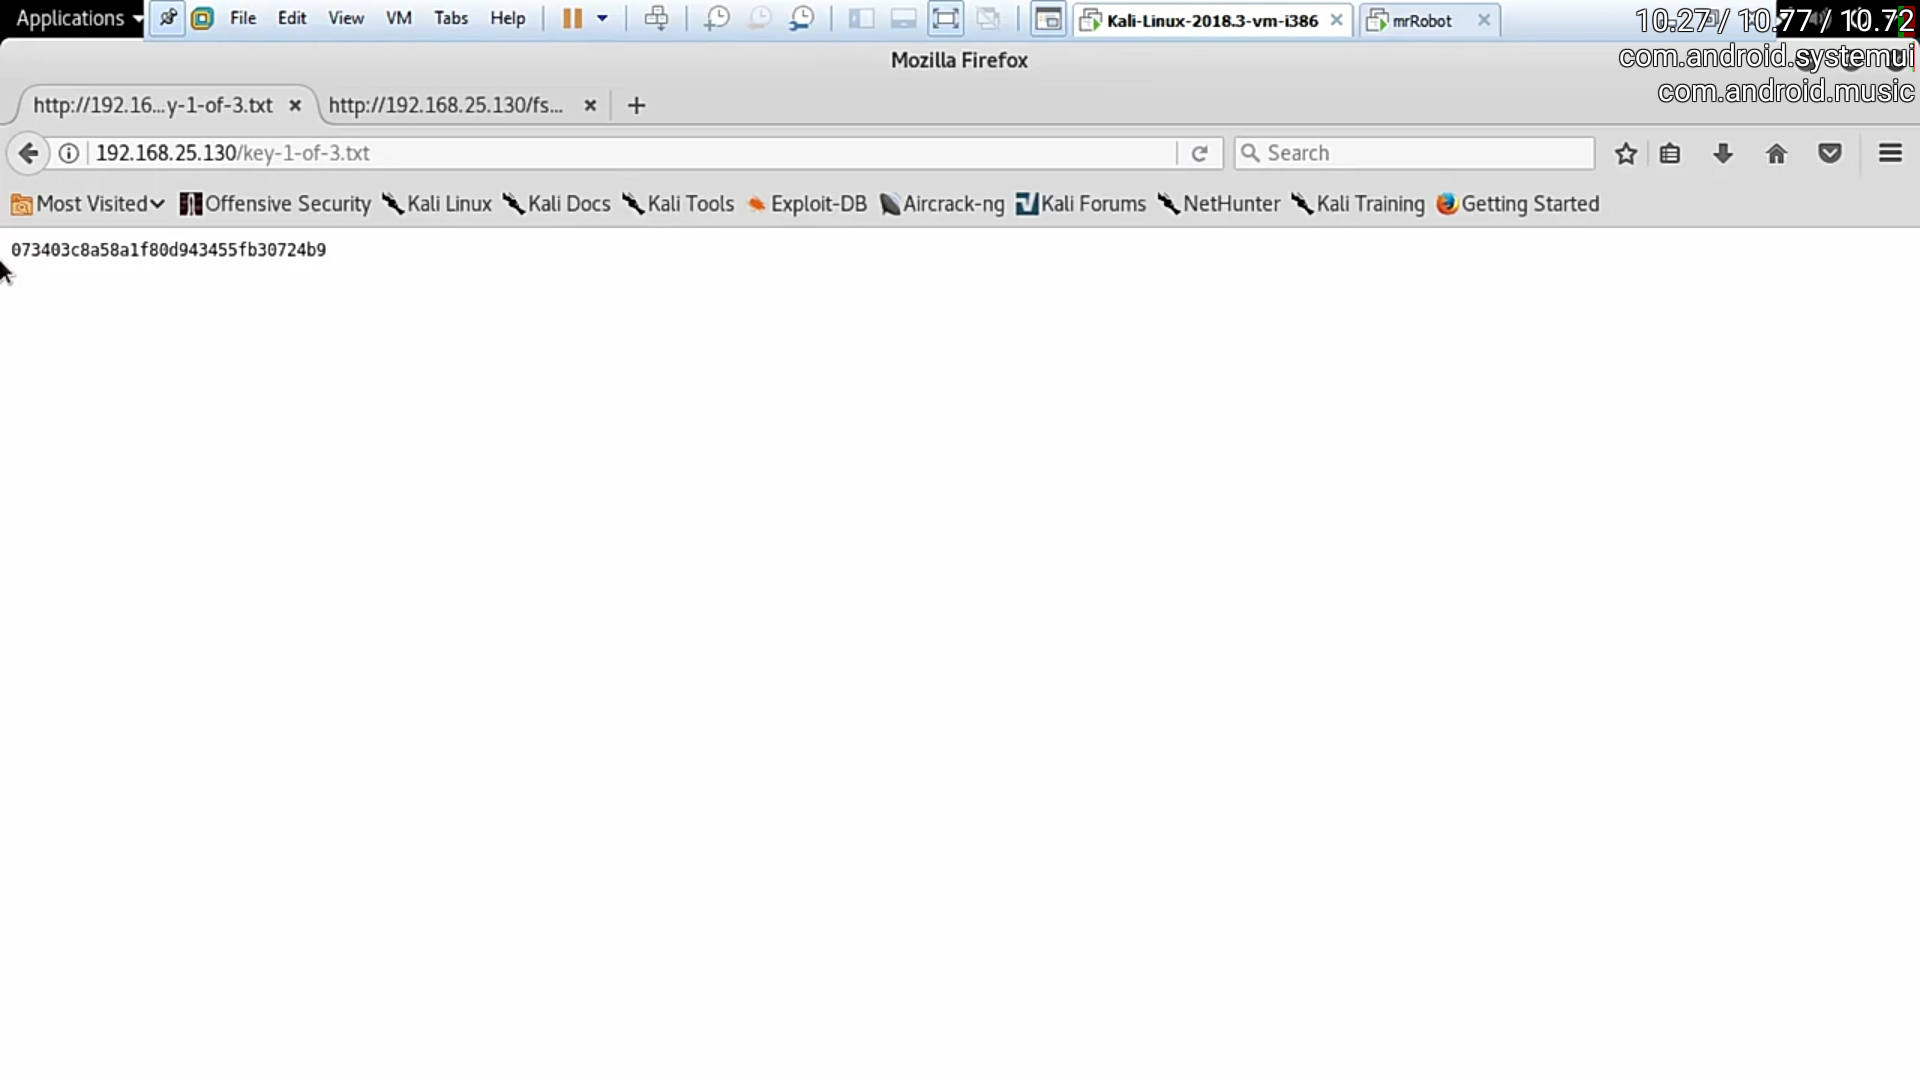 Applications File Edit View VM Tabs Help Kali-Linux-2018.3-vm-i386 mrRobot 10.27 / 10.77 / 10.72
com.android.systemui
Mozilla Firefox
com.android.music
http://192.16...y-1-of-3.txt http://192.168.25.130/fs...
192.168.25.130/key-1-of-3.txt Search
Most Visited Offensive Security Kali Linux Kali Docs Kali Tools Exploit-DB Aircrack-ng Kali Forums NetHunter Kali Training Getting Started
073403c8a58a1f80d943455fb30724b9